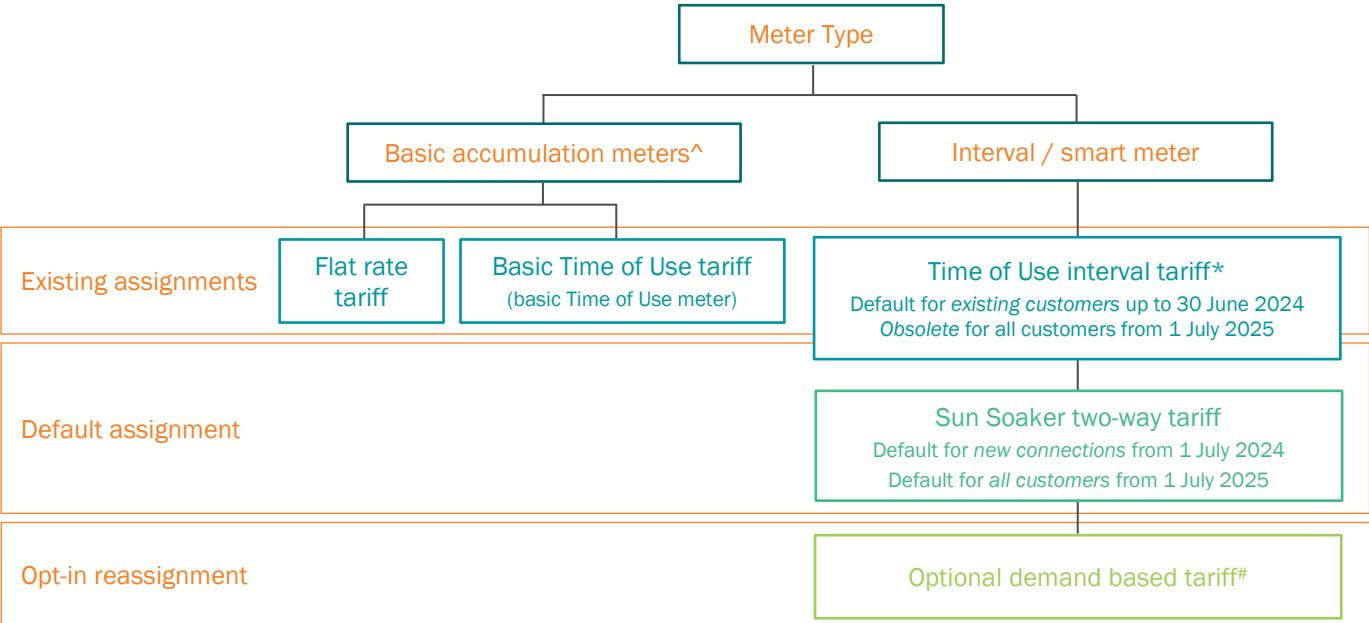 Meter Type
Basic accumulation meters^
Interval / smart meter
Existing assignments
Flat rate
tariff
Basic Time of Use tariff
(basic Time of Use meter)
Time of Use interval tariff*
Default for existing customers up to 30 June 2024
Obsolete for all customers from 1 July 2025
Default assignment
Sun Soaker two-way tariff
Default for new connections from 1 July 2024
Default for all customers from 1 July 2025
Opt-in reassignment
Optional demand based tariff#